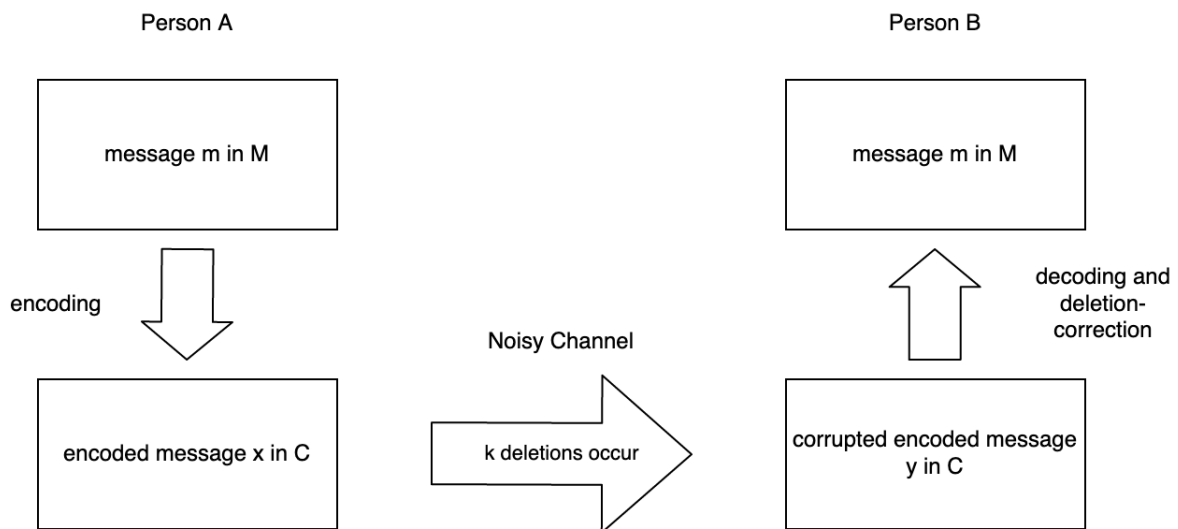 Person A
Person B
message m in M
message m in M
encoding
decoding and
deletion-
correction
Noisy Channel
encoded message x in C
k deletions occur
corrupted encoded message
y in C